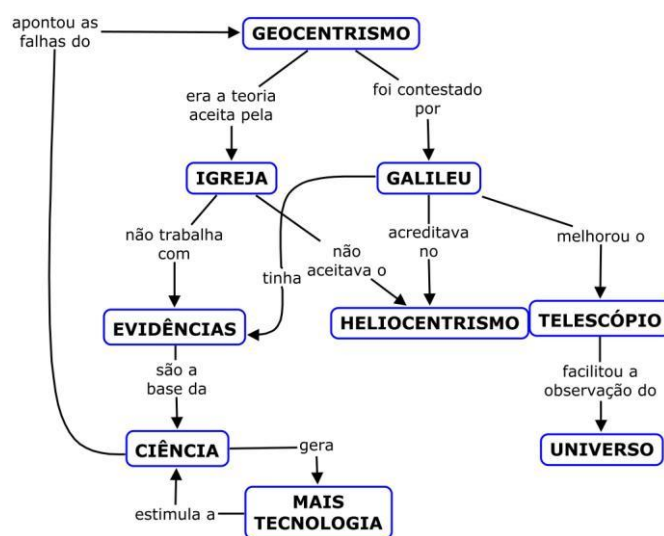 apontou as
falhas do
GEOCENTRISMO
era a teoria
aceita pela
foi contestado
por
IGREJA
GALILEU
não trabalha
com
não
aceitava o
acreditava
no
melhorou o
tinha
EVIDÊNCIAS
HELIOCENTRISMO
TELESCÓPIO
são a
base da
facilitou a
observação do
CIÊNCIA
gera
UNIVERSO
estimula a
MAIS
TECNOLOGIA